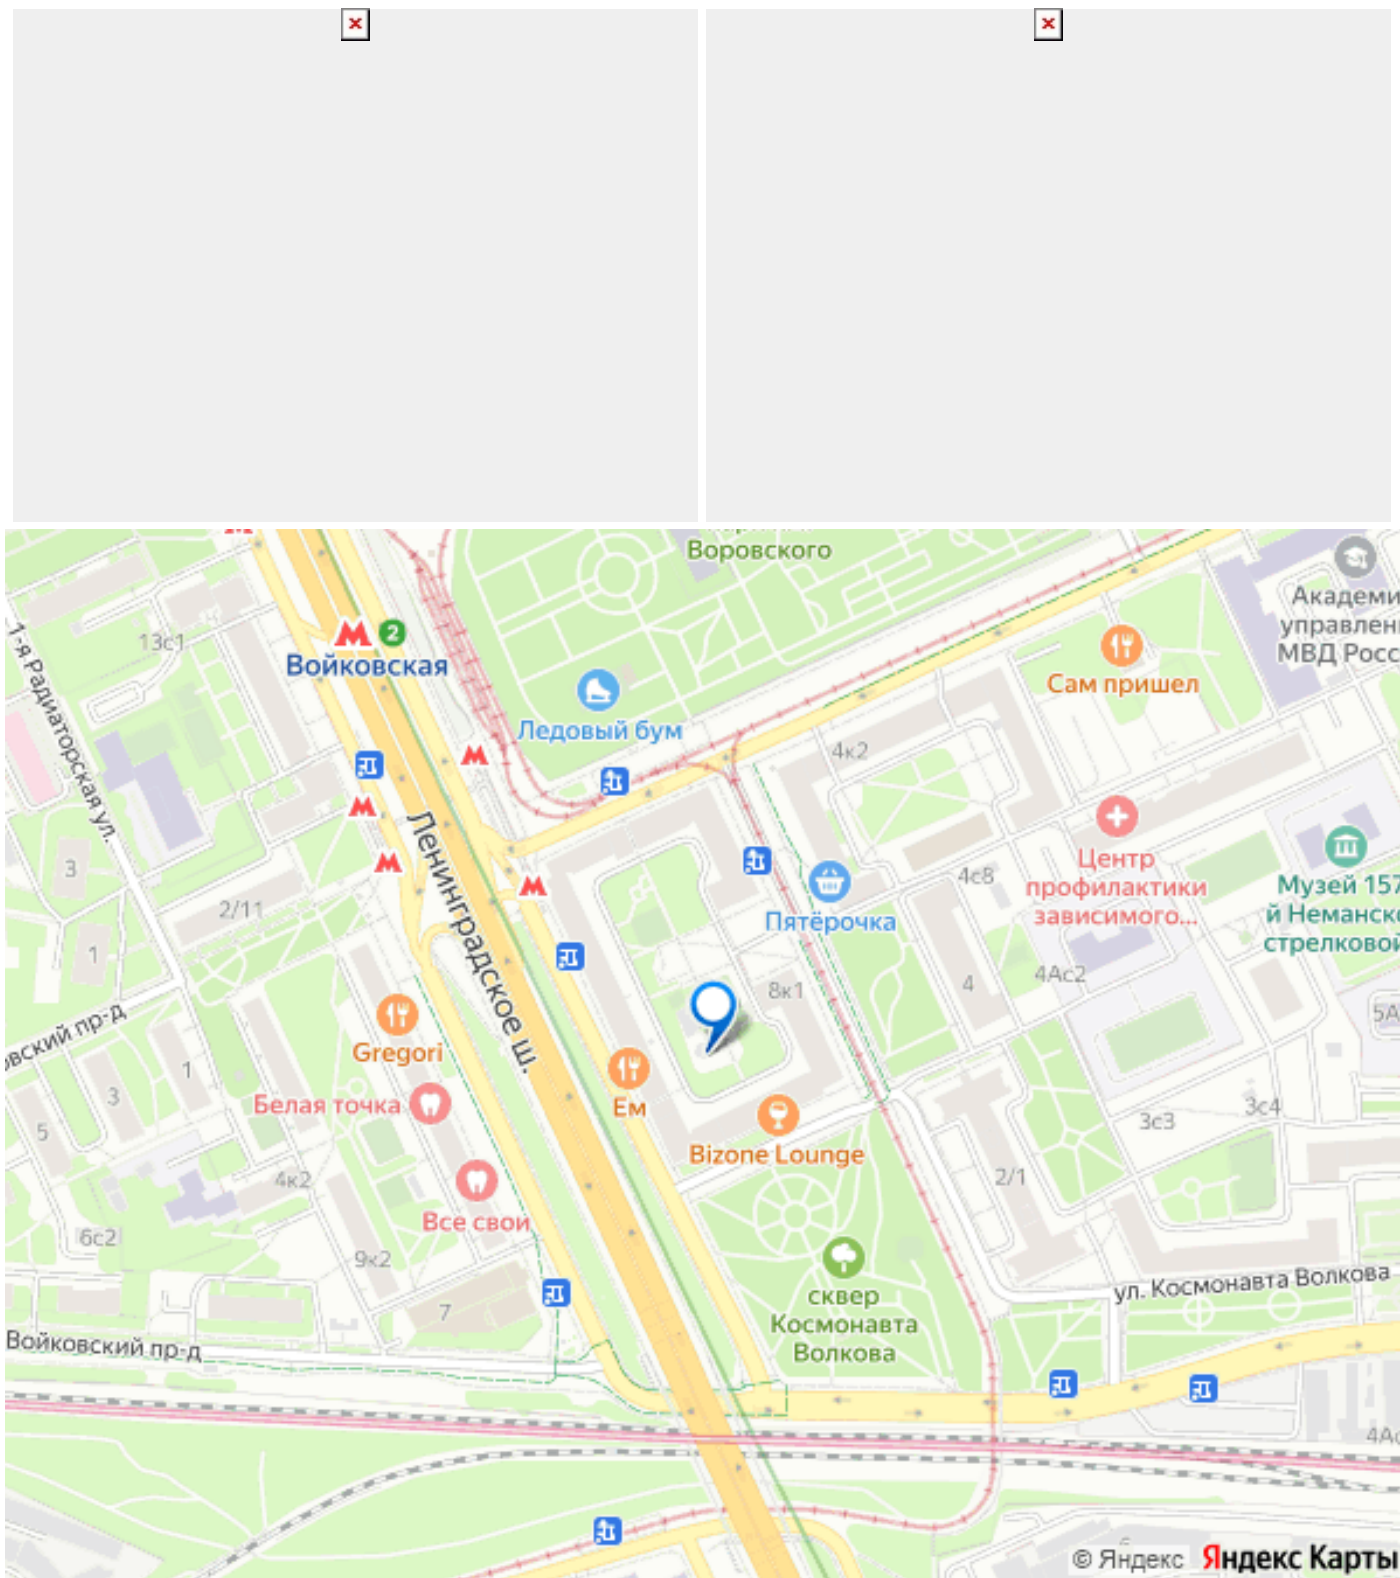 Воровского
Академи
управлен
МВД Росс
13с1
2
Войковская
1-я Радиаторская ул.
Сам пришел
Ледовый бум
4к2
Ленинградское ш.
3
Центр
профилактики
зависимого...
Музей 157
й Неманско
стрелковой
4с8
2/11
Пятёрочка
1
4Ас2
4
8к1
5А
овский пр-д
Gregori
1
3
Белая точка
Ем
3с4
3с3
5
Bizone Lounge
4к2
2/1
Все свои
6с2
9к2
ул. Космонавта Волкова
сквер
Космонавта
Волкова
7
Войковский пр-д
4Ас
© Яндекс Яндекс Карты